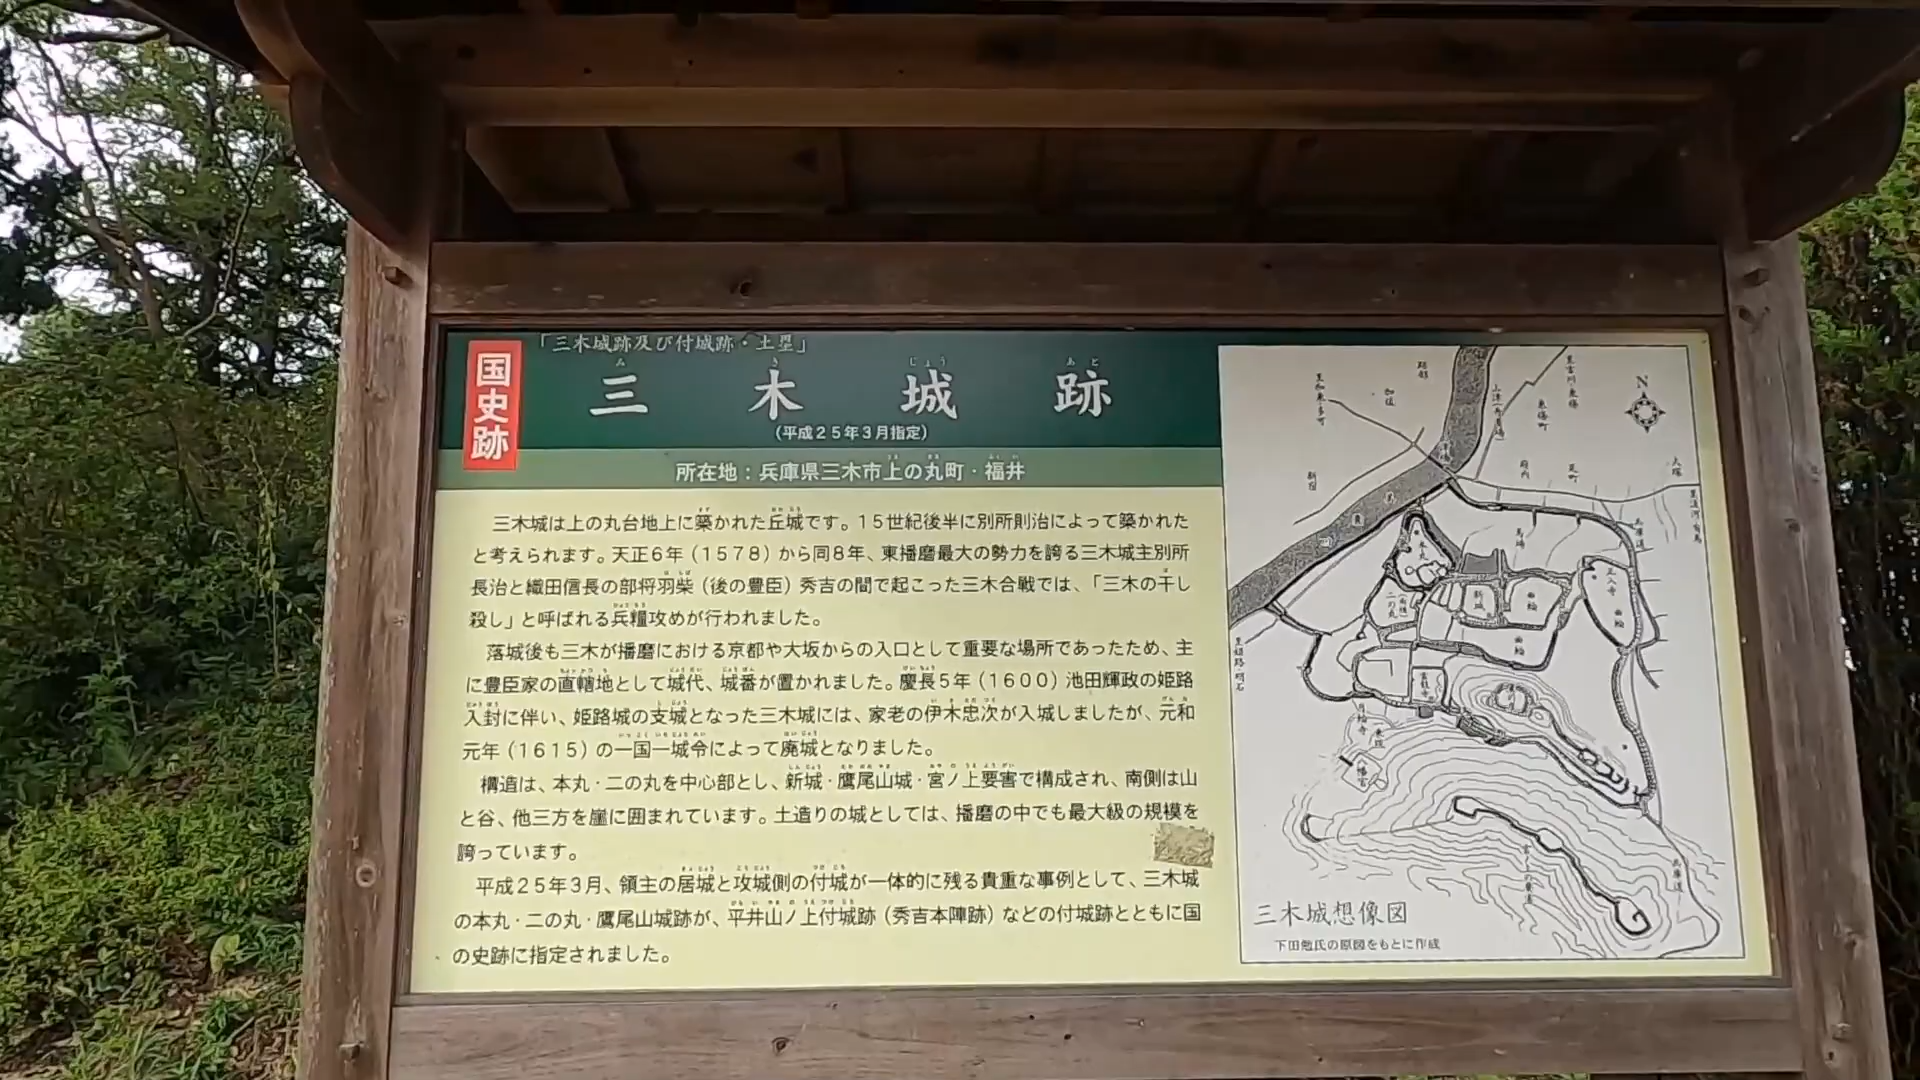 国史跡
「三木城跡及び付城跡・土塁」
三木城跡
(平成25年3月指定)
所在地：兵庫県三木市上の丸町・福井
三木城は上の丸台地上に築かれた丘城です。15世紀後半に別所則治によって築かれた
と考えられます。天正6年（1578）から同8年、東播磨最大の勢力を誇る三木城主別所
長治と織田信長の部将羽柴（後の豊臣）秀吉の間で起こった三木合戦では、「三木の干し
殺し」と呼ばれる兵糧攻めが行われました。
落城後も三木が播磨における京都や大坂からの入口として重要な場所であったため、主
に豊臣家の直轄地として城代、城番が置かれました。慶長5年（1600）池田輝政の姫路
入封に伴い、姫路城の支城となった三木城には、家老の伊木忠次が入城しましたが、元和
元年（1615）の一国一城令によって廃城となりました。
構造は、本丸・二の丸を中心部とし、新城・鷹尾山城・宮ノ上要害で構成され、南側は山
と谷、他三方を崖に囲まれています。土造りの城としては、播磨の中でも最大級の規模を
誇っています。
平成25年3月、領主の居城と攻城側の付城が一体的に残る貴重な事例として、三木城
の本丸・二の丸・鷹尾山城跡が、平井山ノ上付城跡（秀吉本陣跡）などの付城跡とともに国
の史跡に指定されました。
N
本丸
二の丸
新城
曲輪
曲輪
曲輪
八幡宮
三木城想像図
下田勉氏の原図をもとに作成